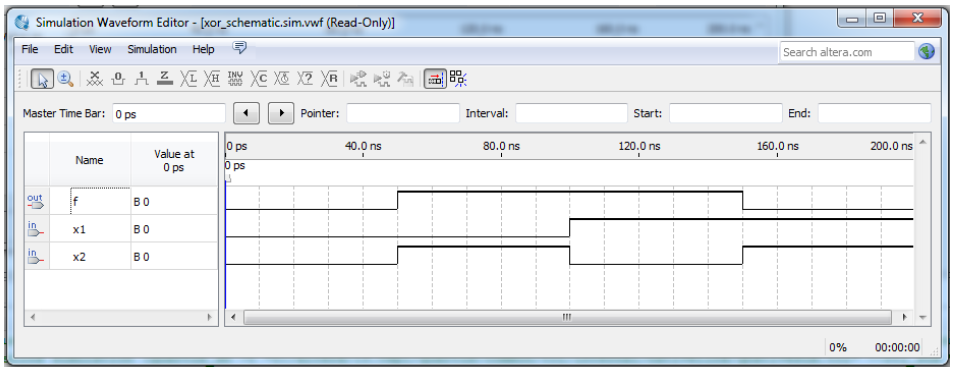 Simulation Waveform Editor - [xor_schematic.sim.vwf (Read-Only)]
File Edit View Simulation Help
Search altera.com
Master Time Bar: 0 ps Pointer: Interval: Start: End:
Name Value at 0 ps
0 ps 40.0 ns 80.0 ns 120.0 ns 160.0 ns 200.0 ns
0 ps
out f B 0
in x1 B 0
in x2 B 0
0% 00:00:00